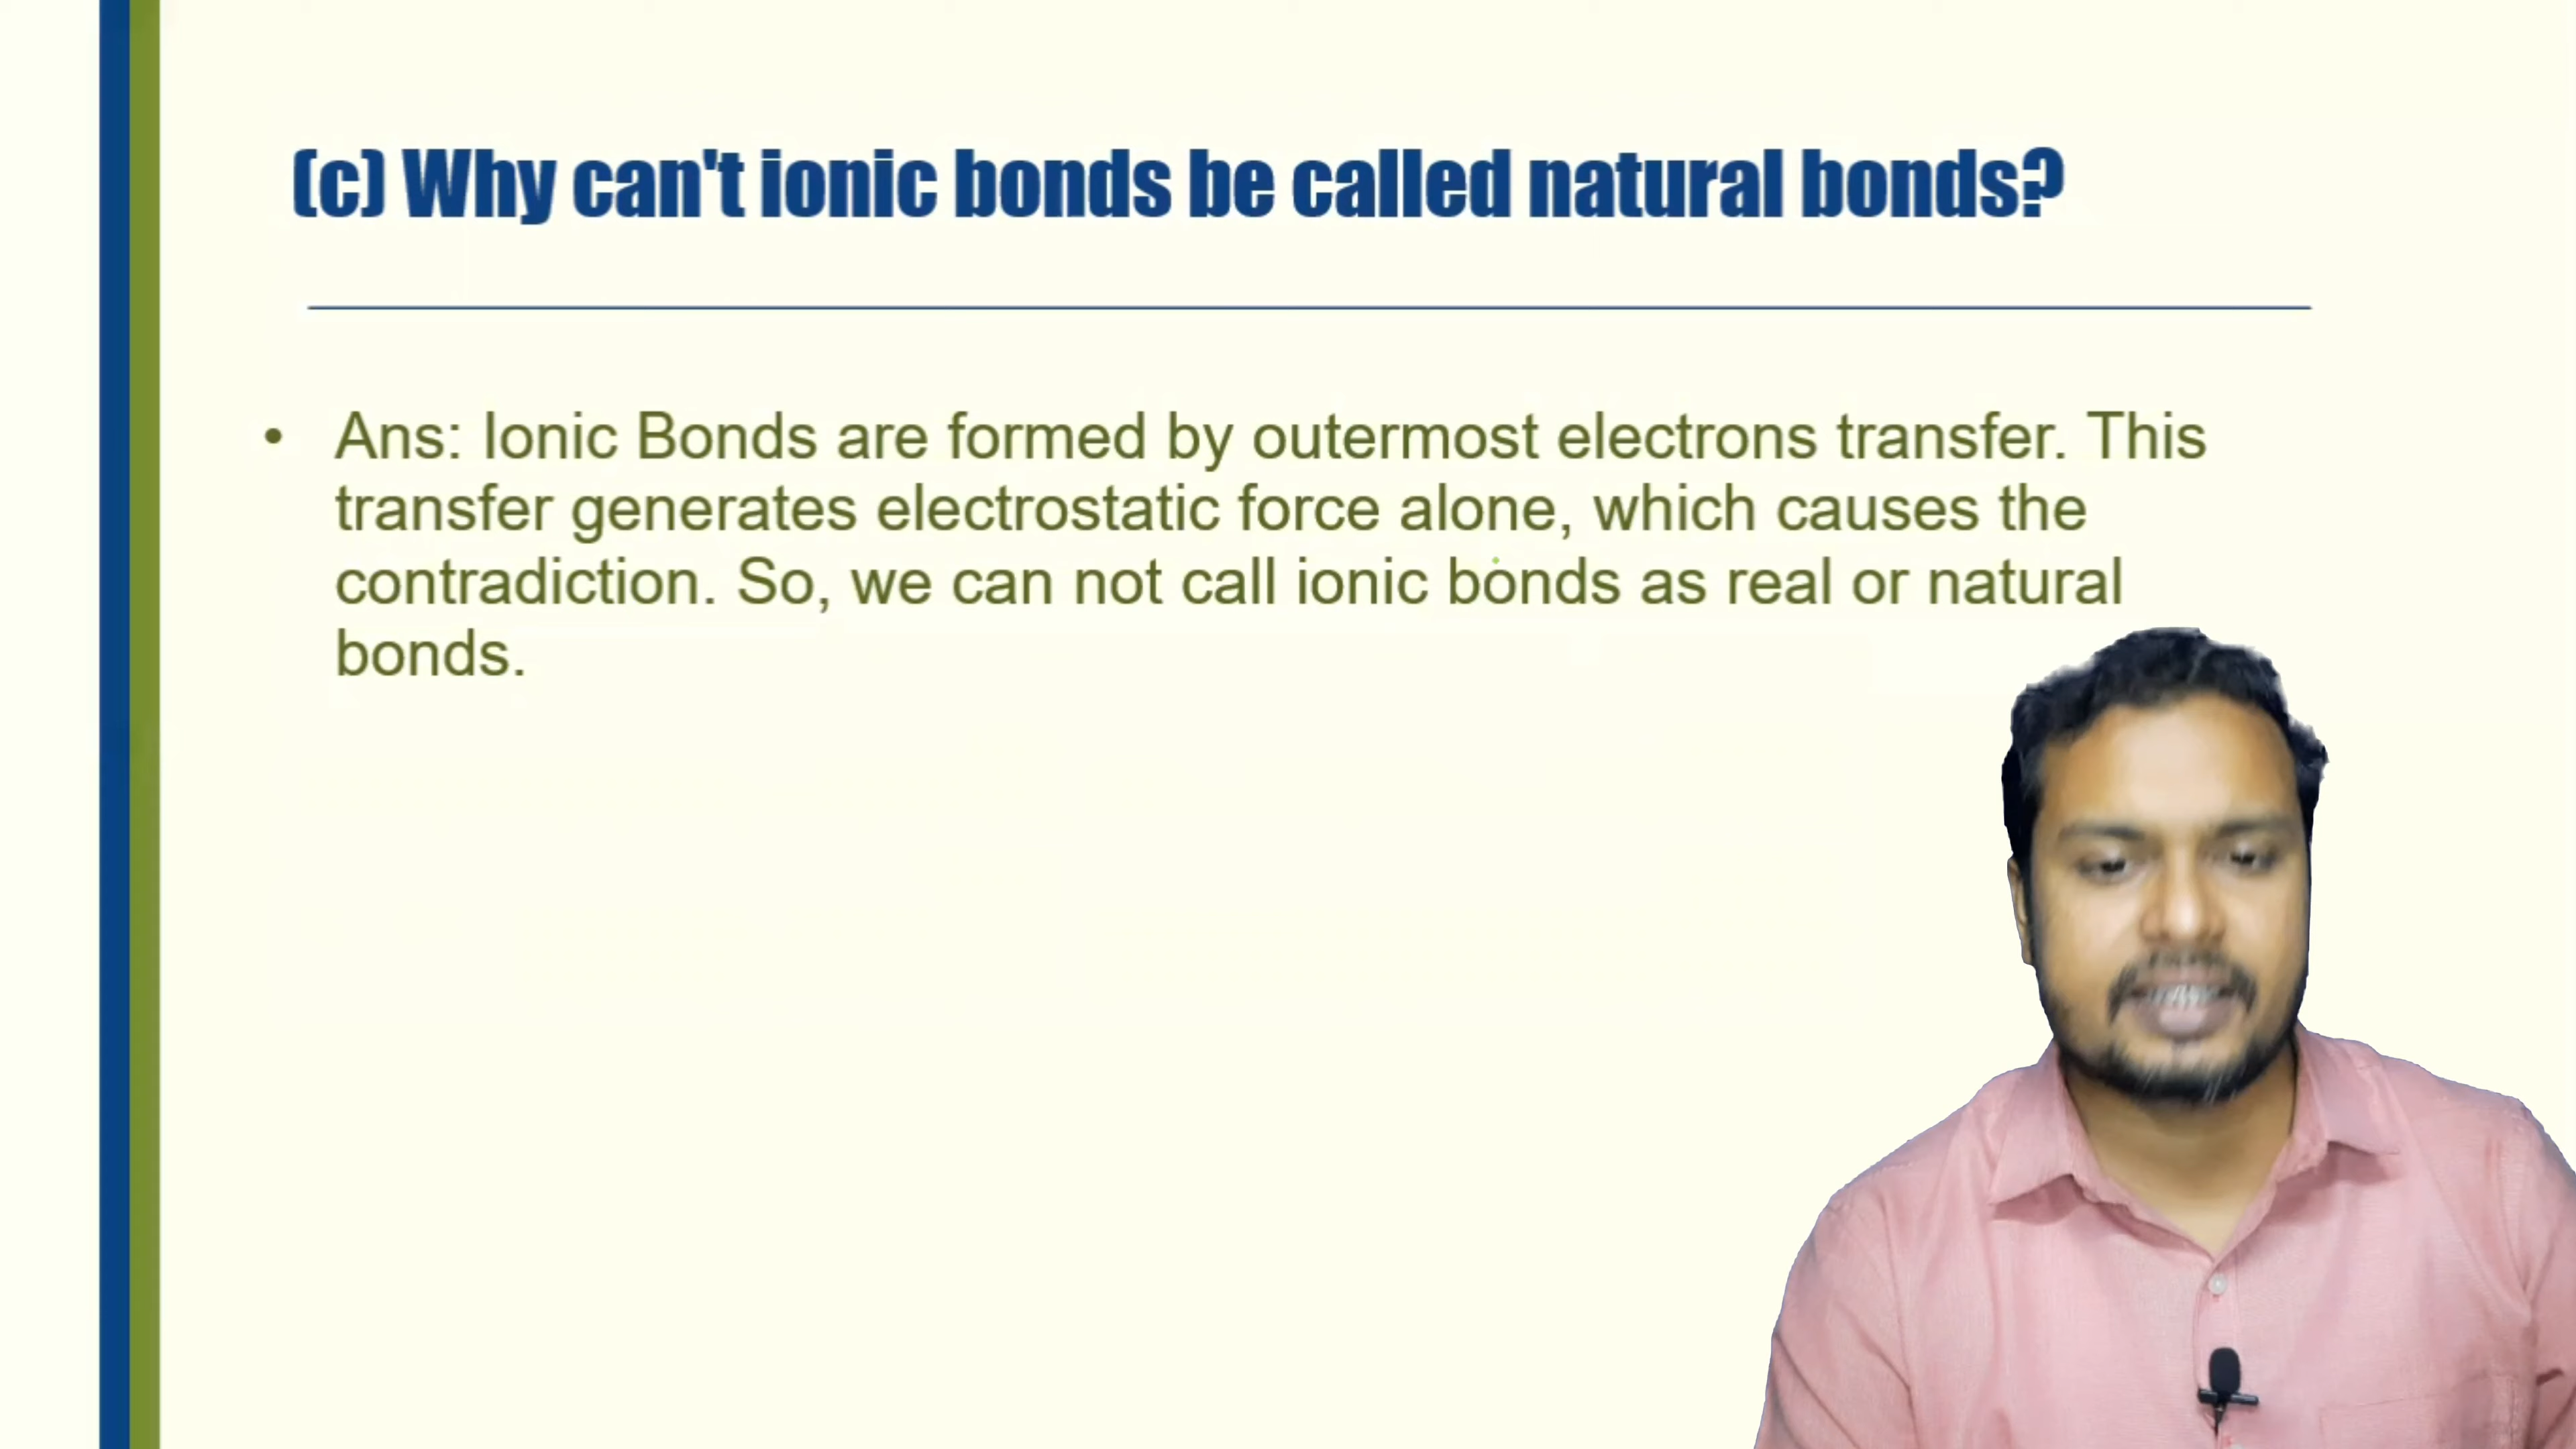 (c) Why can't ionic bonds be called natural bonds?
• Ans: Ionic Bonds are formed by outermost electrons transfer. This
transfer generates electrostatic force alone, which causes the
contradiction. So, we can not call ionic bonds as real or natural
bonds.